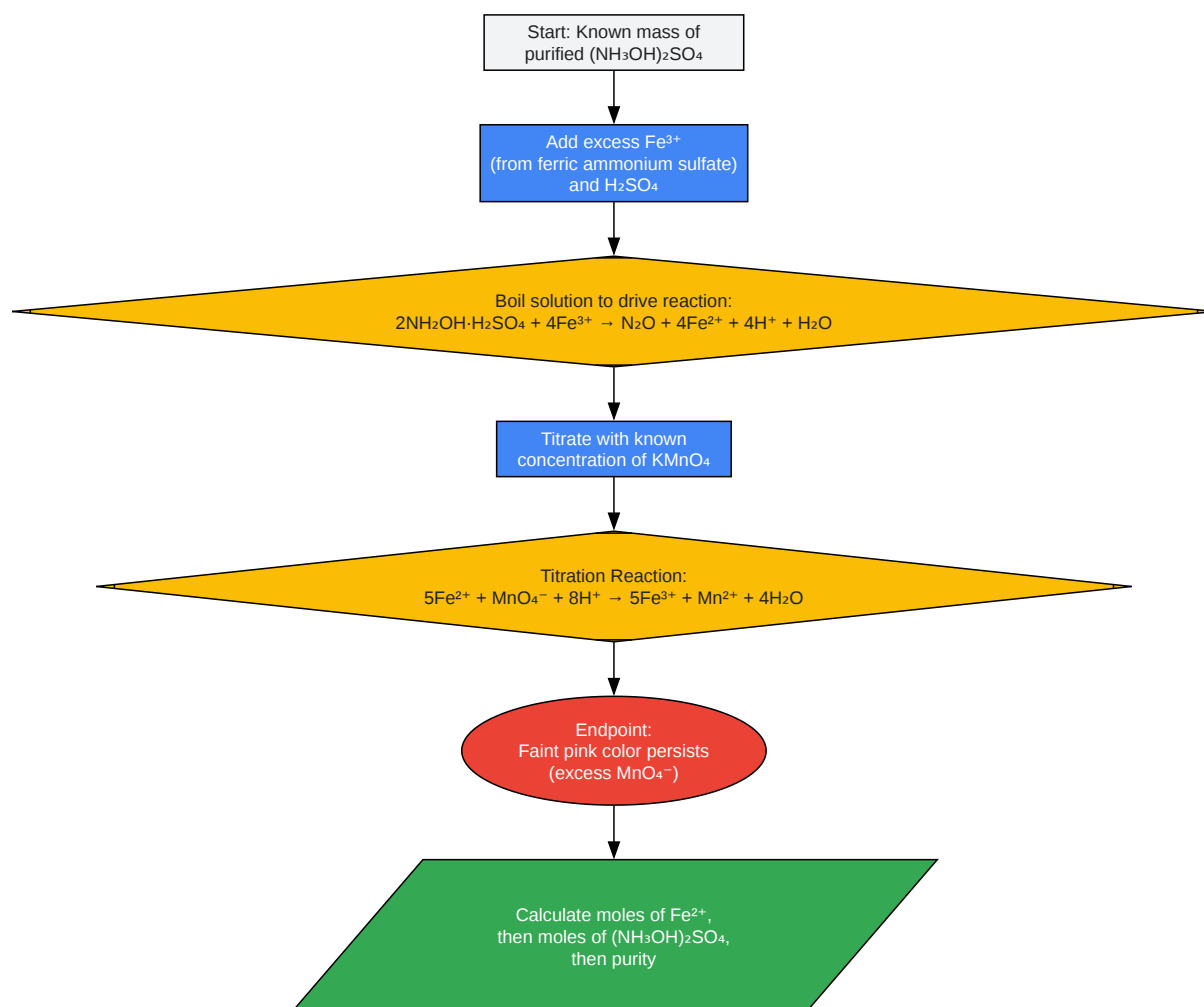 Start: Known mass of
purified (NH₃OH)₂SO₄
Add excess Fe³⁺
(from ferric ammonium sulfate)
and H₂SO₄
Boil solution to drive reaction:
2NH₂OH·H₂SO₄ + 4Fe³⁺ → N₂O + 4Fe²⁺ + 4H⁺ + H₂O
Titrate with known
concentration of KMnO₄
Titration Reaction:
5Fe²⁺ + MnO₄⁻ + 8H⁺ → 5Fe³⁺ + Mn²⁺ + 4H₂O
Endpoint:
Faint pink color persists
(excess MnO₄⁻)
Calculate moles of Fe²⁺,
then moles of (NH₃OH)₂SO₄,
then purity